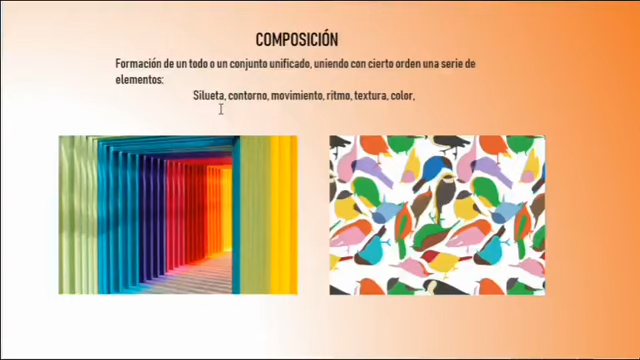 COMPOSICIÓN
Formación de un todo o un conjunto unificado, uniendo con cierto orden una serie de
elementos:
Silueta, contorno, movimiento, ritmo, textura, color,